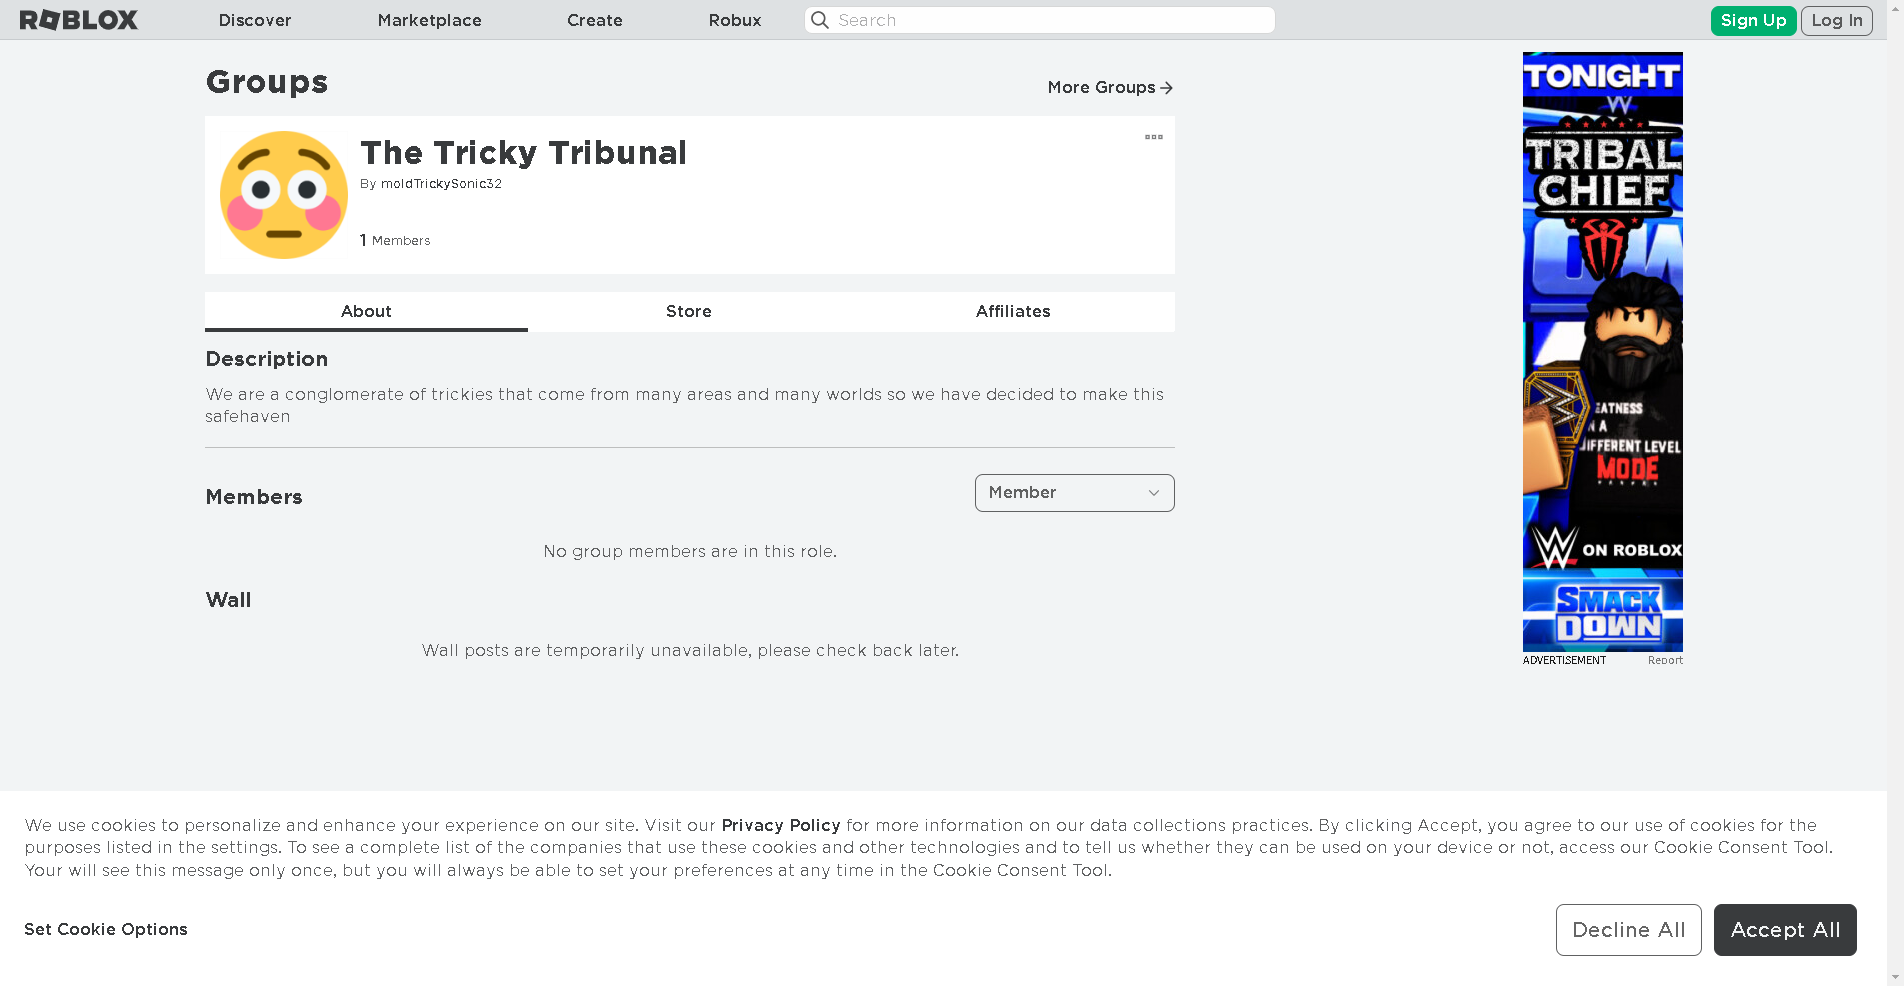 ROBLOX
Discover
Marketplace
Create
Robux
Search
Sign Up
Log In
Groups
More Groups
The Tricky Tribunal
By moldTrickySonic32
1 Members
About
Store
Affiliates
Description
We are a conglomerate of trickies that come from many areas and many worlds so we have decided to make this
safehaven
Members
Member
No group members are in this role.
Wall
Wall posts are temporarily unavailable, please check back later.
TONIGHT
TRIBAL
CHIEF
MODE
ON ROBLOX
SMACK
DOWN
ADVERTISEMENT
Report
We use cookies to personalize and enhance your experience on our site. Visit our Privacy Policy for more information on our data collections practices. By clicking Accept, you agree to our use of cookies for the
purposes listed in the settings. To see a complete list of the companies that use these cookies and other technologies and to tell us whether they can be used on your device or not, access our Cookie Consent Tool.
Your will see this message only once, but you will always be able to set your preferences at any time in the Cookie Consent Tool.
Set Cookie Options
Decline All
Accept All